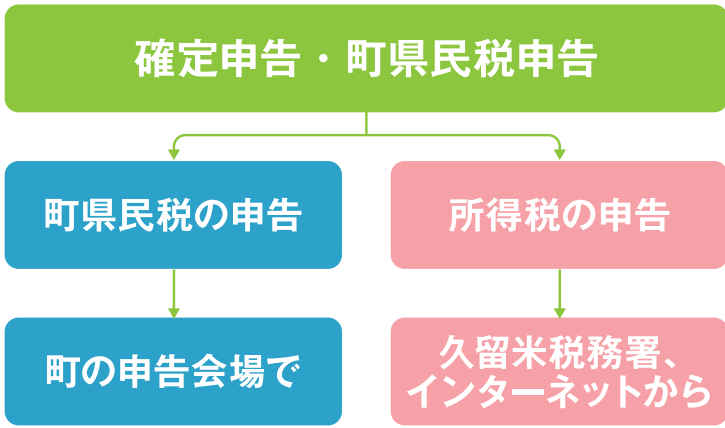 確定申告・町県民税申告
町県民税の申告
所得税の申告
町の申告会場で
久留米税務署、
インターネットから